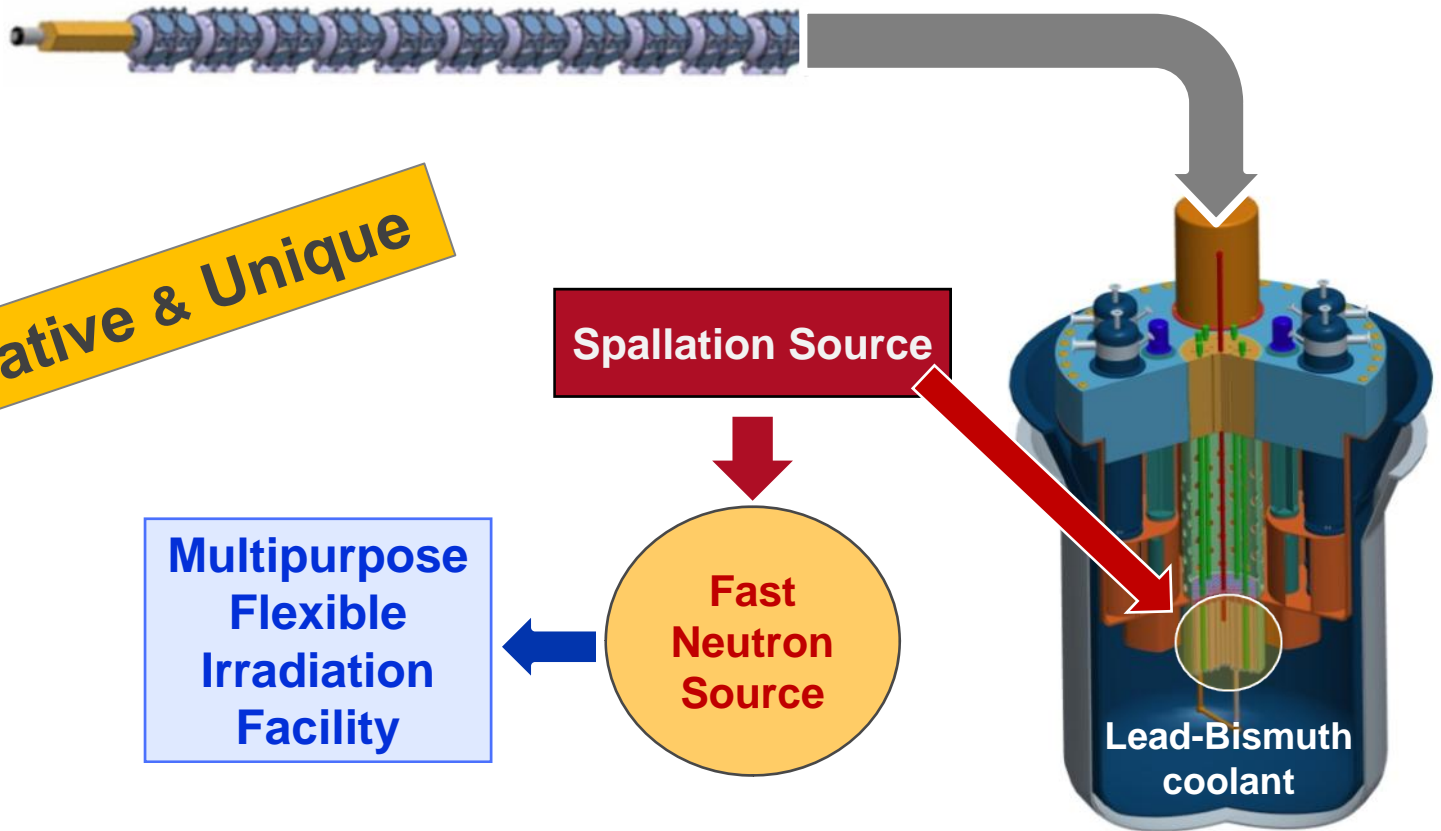 ative & Unique
Spallation Source
Multipurpose
Flexible
Irradiation
Facility
Fast
Neutron
Source
Lead-Bismuth
coolant